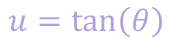 u = tan(θ)